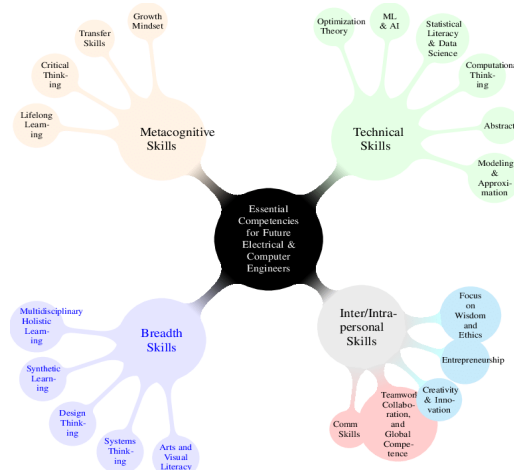 Growth
Mindset
Transfer
Skills
Critical
Think-
ing
Lifelong
Learn-
ing
Metacognitive
Skills
Optimization
Theory
ML
& AI
Statistical
Literacy
& Data
Science
Computationa
Think-
ing
Abstract
Modeling
&
Approxi-
mation
Technical
Skills
Essential
Competencies
for Future
Electrical &
Computer
Engineers
Multidisciplinary
Holistic
Learn-
ing
Synthetic
Learn-
ing
Design
Think-
ing
Systems
Think-
ing
Arts and
Visual
Literacy
Breadth
Skills
Inter/Intra-
personal
Skills
Focus
on
Wisdom
and
Ethics
Entrepreneurship
Creativity
& Inno-
vation
Teamwork
Collabo-
ration,
and
Global
Compe-
tence
Comm
Skills